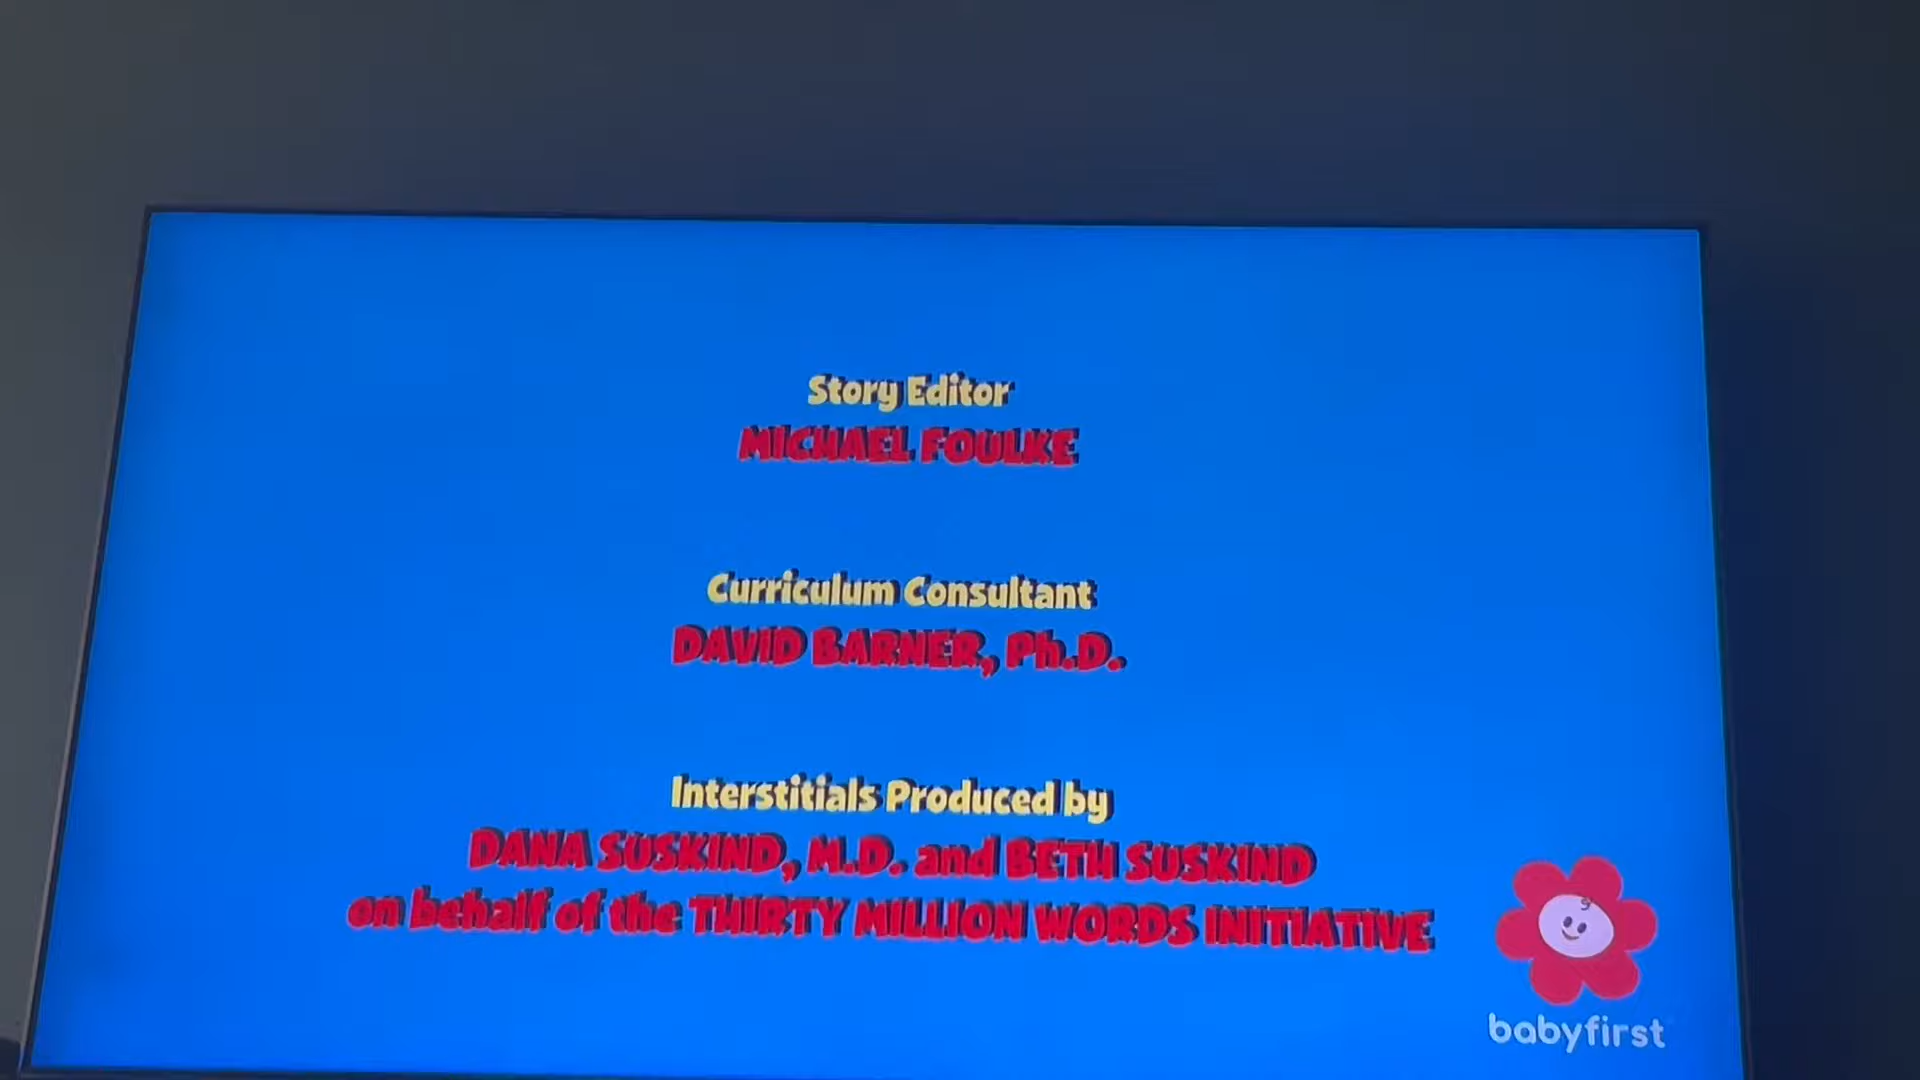 Story Editor
MICHAEL FOULKE
Curriculum Consultant
DAVID BARNER, Ph.D.
Interstitials Produced by
DANA SUSKIND, M.D. and BETH SUSKIND
on behalf of the THIRTY MILLION WORDS INITIATIVE
babyfirst